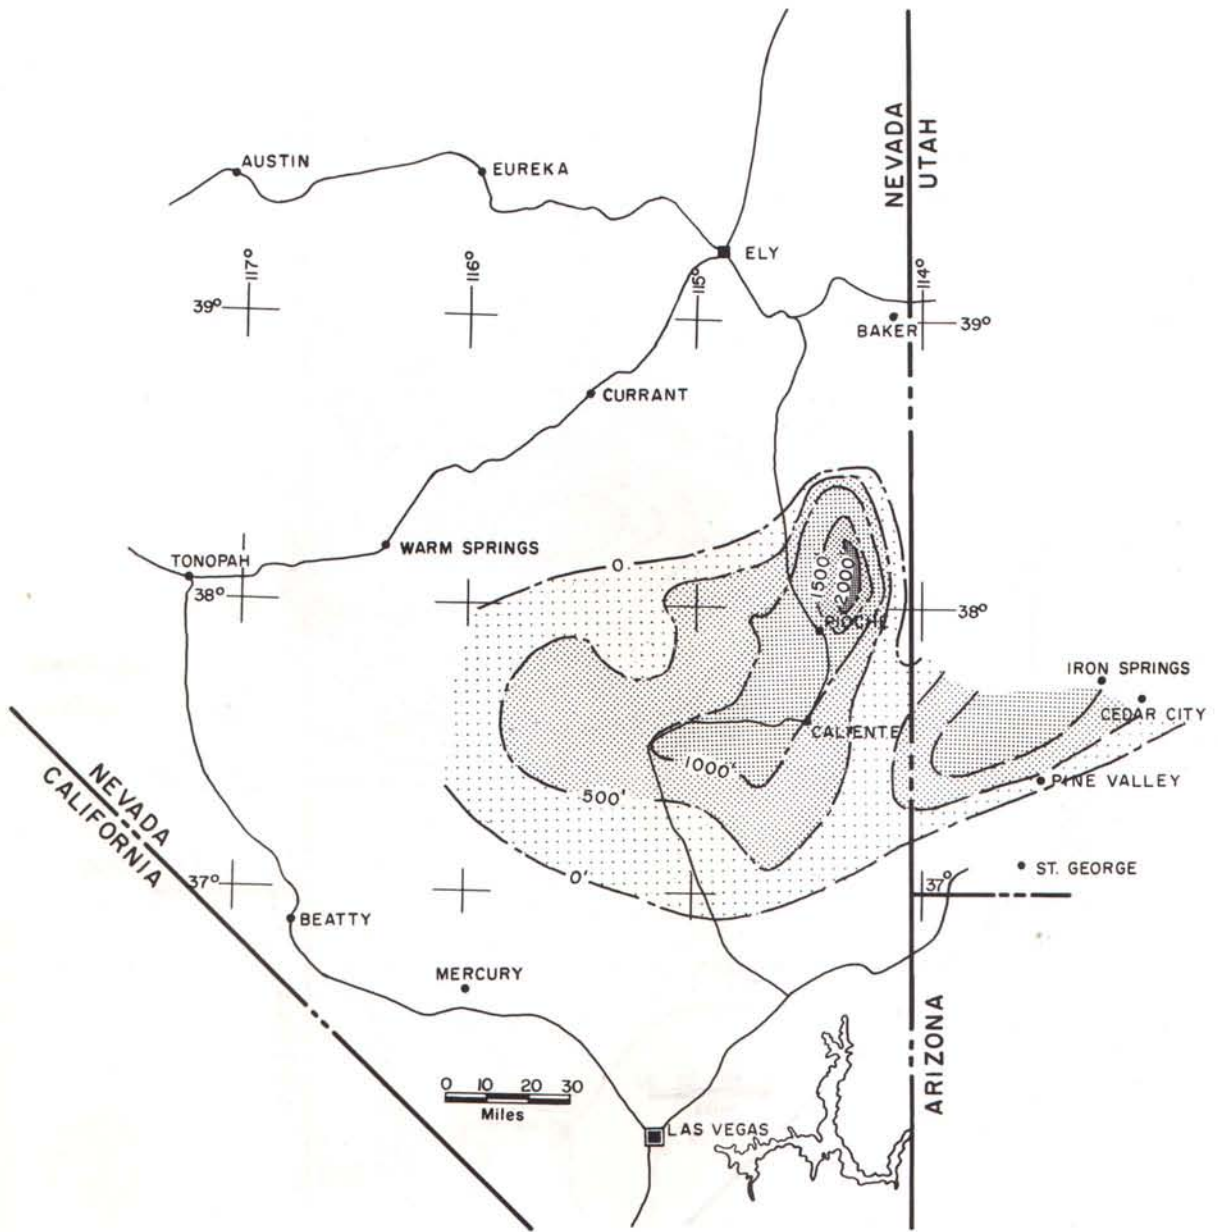 NEVADA
UTAH
AUSTIN
EUREKA
ELY
117°
116°
115°
114°
39°
39°
BAKER
CURRANT
WARM SPRINGS
TONOPAH
0
1500'
2000'
38°
38°
PIOCHE
IRON SPRINGS
CEDAR CITY
CALIENTE
1000'
500'
PINE VALLEY
NEVADA
CALIFORNIA
0'
37°
37°
ST. GEORGE
BEATTY
MERCURY
ARIZONA
0 10 20 30
Miles
LAS VEGAS